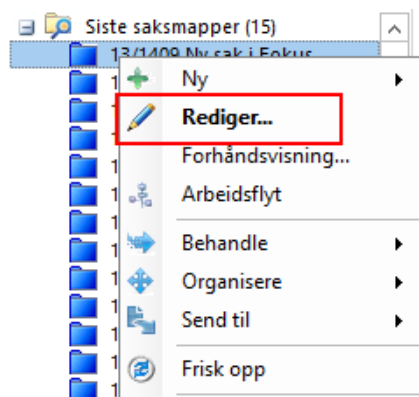 Siste saksmapper (15)
13/1409 Ny sak i Fokus
Ny
Rediger...
Forhåndsvisning...
Arbeidsflyt
Behandle
Organisere
Send til
Frisk opp